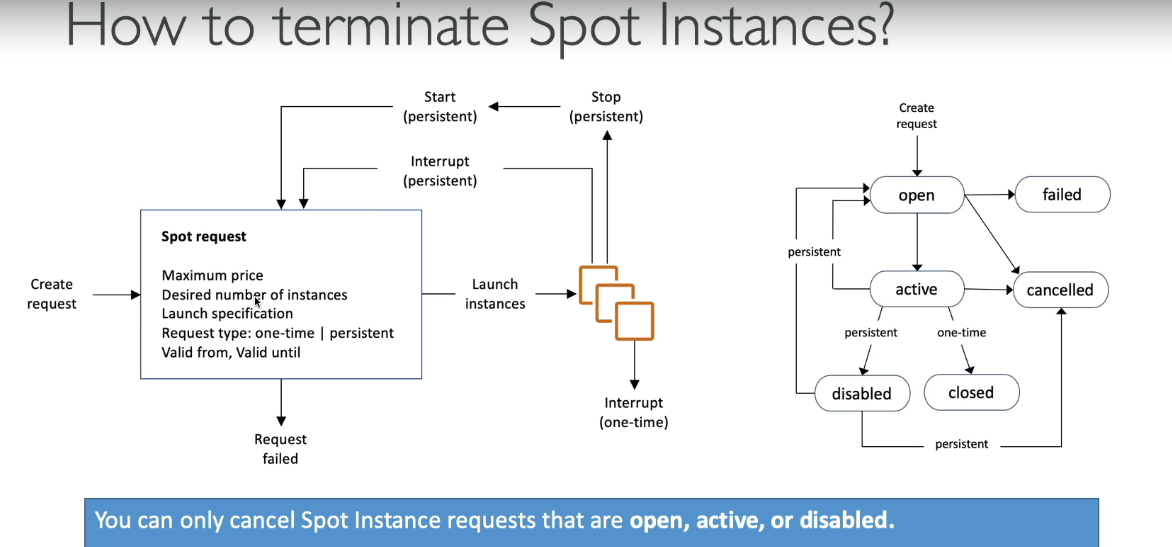 How to terminate Spot Instances?
Start
(persistent)
Stop
(persistent)
Interrupt
(persistent)
Create
request
Spot request
Maximum price
Desired number of instances
Launch specification
Request type: one-time | persistent
Valid from, Valid until
Launch
instances
Interrupt
(one-time)
Request
failed
Create
request
open
failed
persistent
active
cancelled
persistent
one-time
disabled
closed
persistent
You can only cancel Spot Instance requests that are open, active, or disabled.